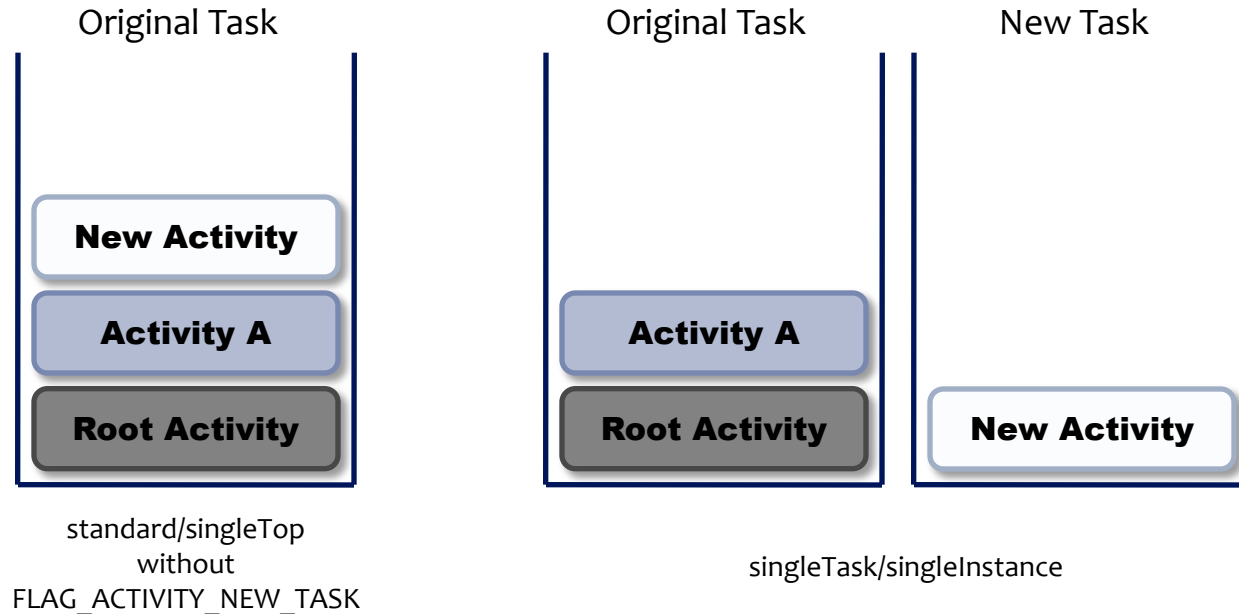 Original Task
New Activity
Activity A
Root Activity
standard/singleTop
without
FLAG_ACTIVITY_NEW_TASK
Original Task
New Task
Activity A
Root Activity
New Activity
singleTask/singleInstance